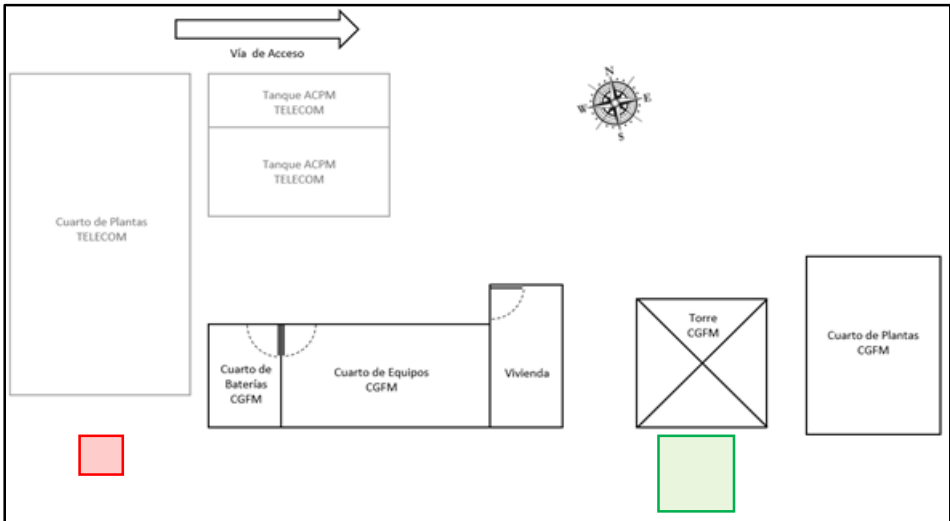 Vía de Acceso
Tanque ACPM
TELECOM
N
W
E
S
Tanque ACPM
TELECOM
Cuarto de Plantas
TELECOM
Torre
CGFM
Cuarto de Plantas
CGFM
Cuarto de
Baterías
CGFM
Cuarto de Equipos
CGFM
Vivienda